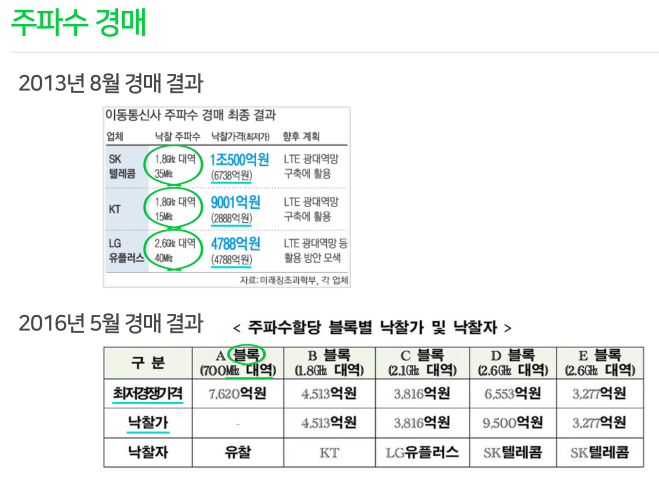 주파수 경매
2013년 8월 경매 결과
이동통신사 주파수 경매 최종 결과
업체 낙찰 주파수 낙찰가격(최저가) 향후 계획
SK 텔레콤 1.8㎓ 대역 35㎒ 1조500억원 (6738억원) LTE 광대역망 구축에 활용
KT 1.8㎓ 대역 15㎒ 9001억원 (2888억원) LTE 광대역망 구축에 활용
LG 유플러스 2.6㎓ 대역 40㎒ 4788억원 (4788억원) LTE 광대역망 등 활용 방안 모색
자료: 미래창조과학부, 각 업체
2016년 5월 경매 결과
< 주파수할당 블록별 낙찰가 및 낙찰자 >
구 분 A 블록 (700㎒ 대역) B 블록 (1.8㎓ 대역) C 블록 (2.1㎓ 대역) D 블록 (2.6㎓ 대역) E 블록 (2.6㎓ 대역)
최저경쟁가격 7,620억원 4,513억원 3,816억원 6,553억원 3,277억원
낙찰가 - 4,513억원 3,816억원 9,500억원 3,277억원
낙찰자 유찰 KT LG유플러스 SK텔레콤 SK텔레콤